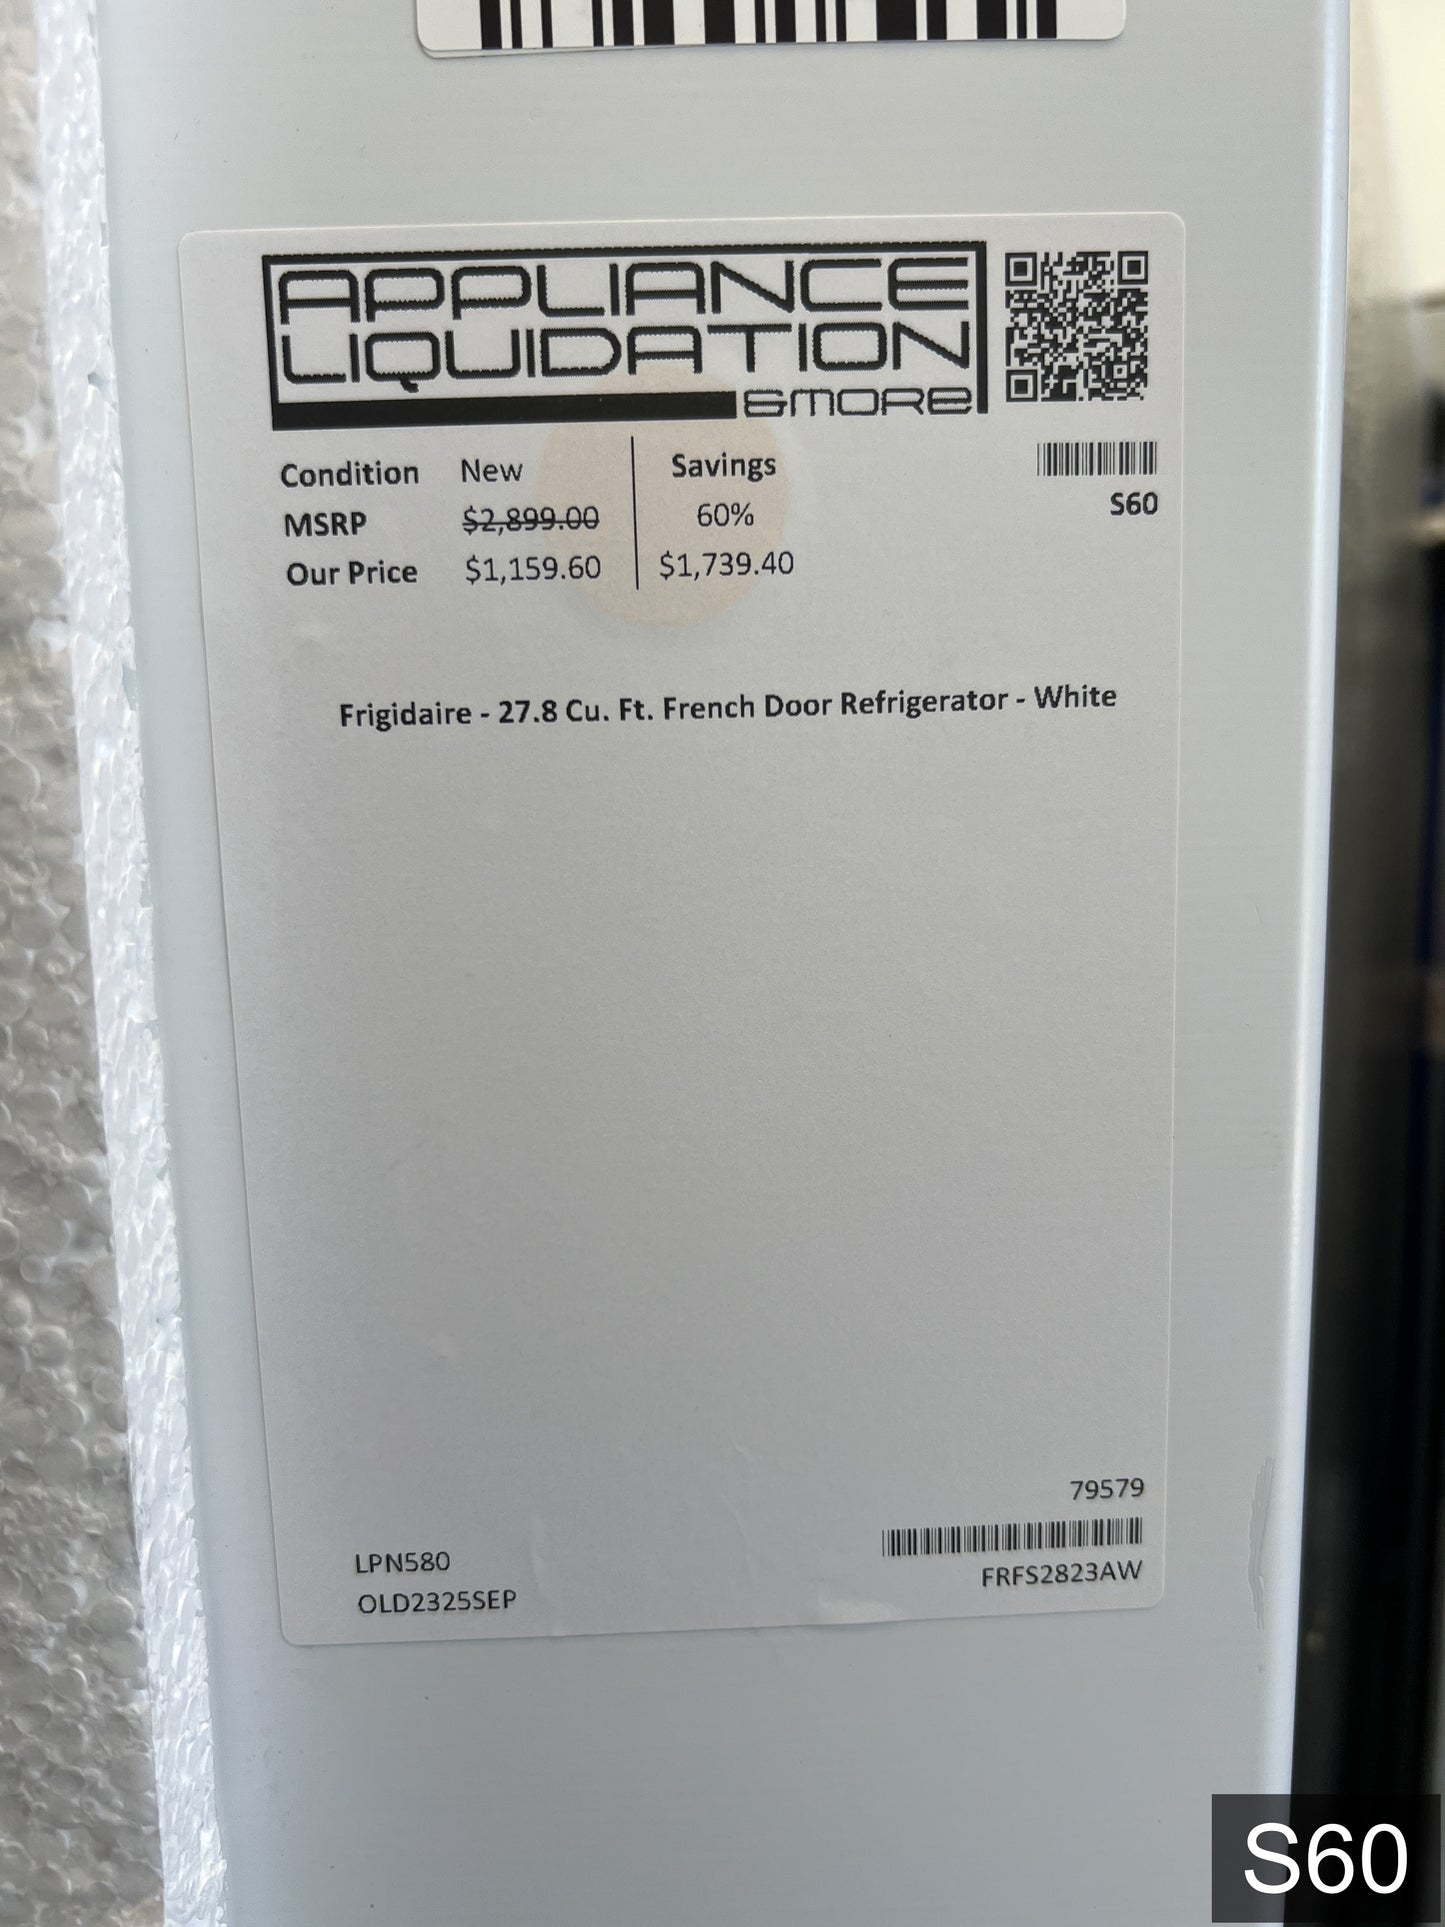 APPLIANCE
LIQUIDATION
&MORE
Condition New
MSRP $2,899.00
Our Price $1,159.60
Savings
60%
$1,739.40
S60
Frigidaire - 27.8 Cu. Ft. French Door Refrigerator - White
79579
FRFS2823AW
LPN580
OLD2325SEP
S60